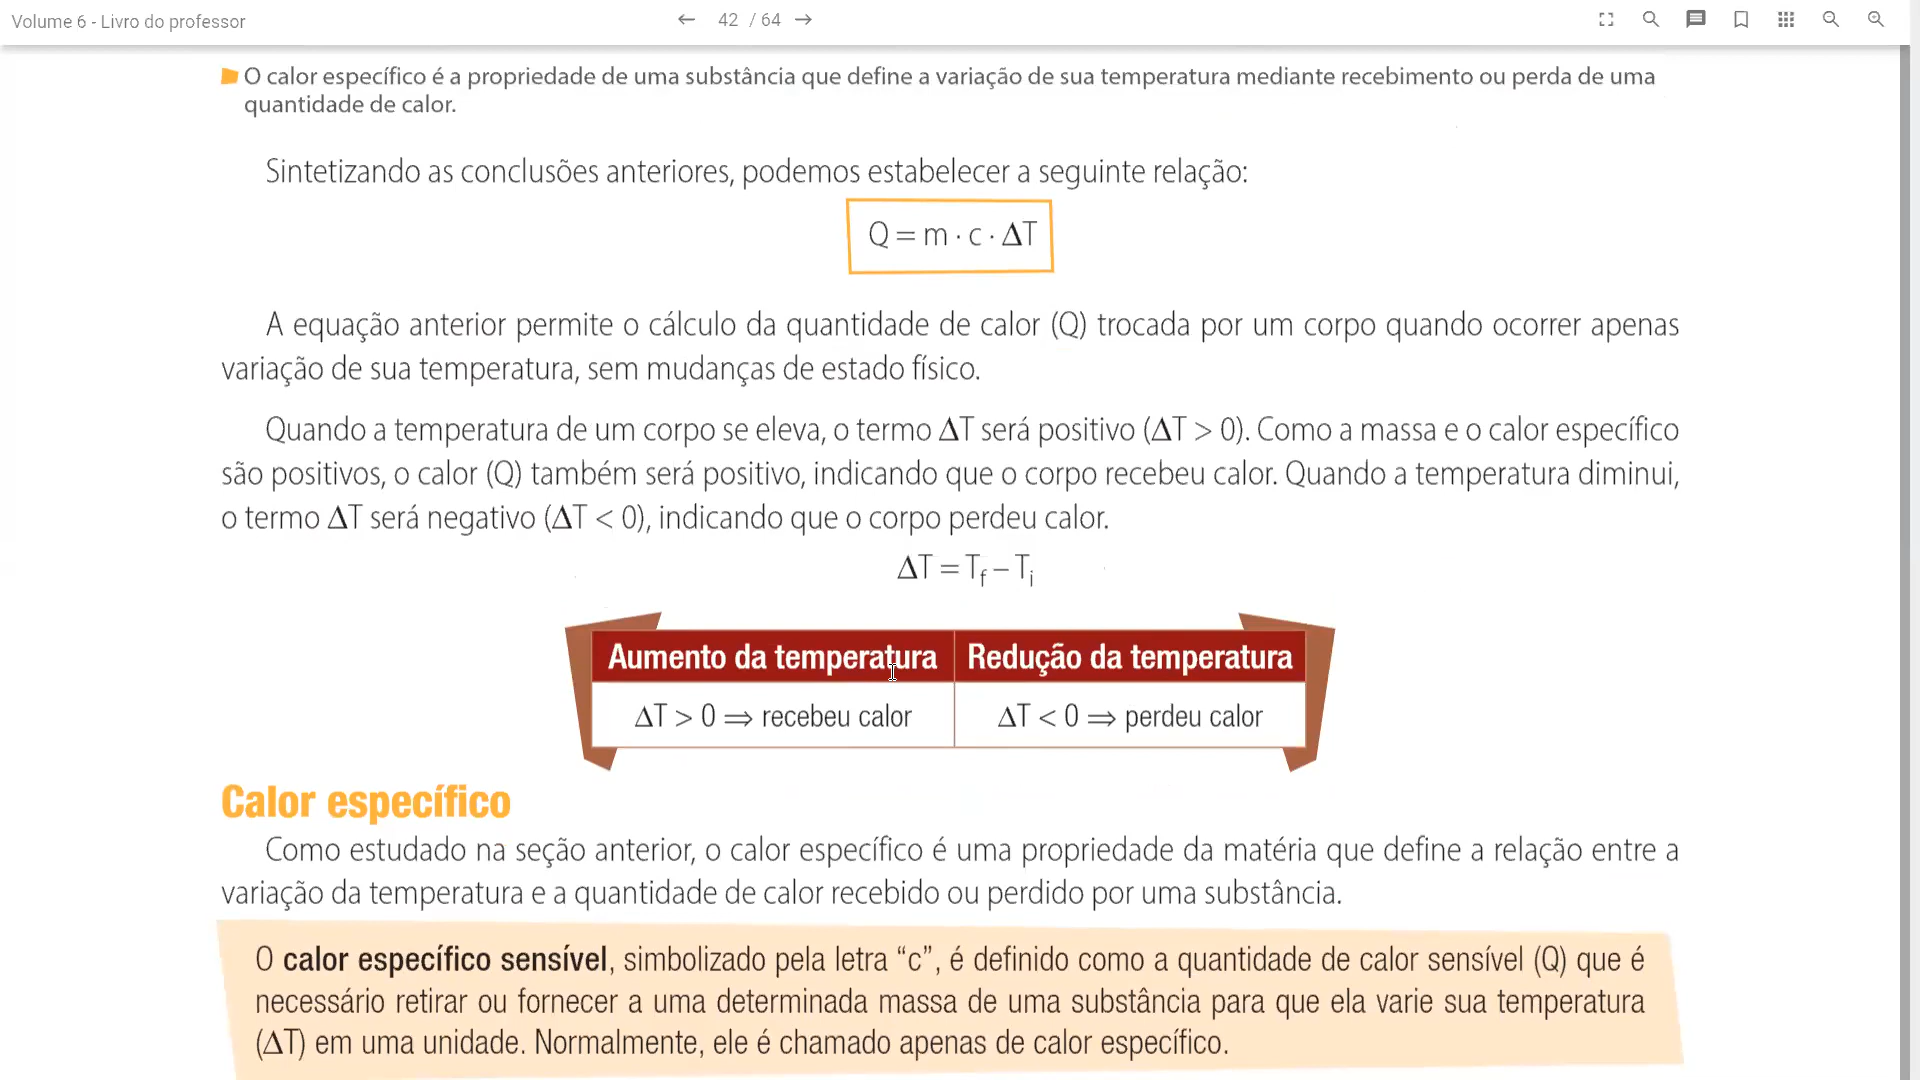 Volume 6 - Livro do professor
42 / 64
O calor específico é a propriedade de uma substância que define a variação de sua temperatura mediante recebimento ou perda de uma
quantidade de calor.
Sintetizando as conclusões anteriores, podemos estabelecer a seguinte relação:
Q = m · c · ΔT
A equação anterior permite o cálculo da quantidade de calor (Q) trocada por um corpo quando ocorrer apenas
variação de sua temperatura, sem mudanças de estado físico.
Quando a temperatura de um corpo se eleva, o termo ΔT será positivo (ΔT > 0). Como a massa e o calor específico
são positivos, o calor (Q) também será positivo, indicando que o corpo recebeu calor. Quando a temperatura diminui,
o termo ΔT será negativo (ΔT < 0), indicando que o corpo perdeu calor.
ΔT = Tf – Ti
Aumento da temperatura Redução da temperatura
ΔT > 0 ⇒ recebeu calor ΔT < 0 ⇒ perdeu calor
Calor específico
Como estudado na seção anterior, o calor específico é uma propriedade da matéria que define a relação entre a
variação da temperatura e a quantidade de calor recebido ou perdido por uma substância.
O calor específico sensível, simbolizado pela letra “c”, é definido como a quantidade de calor sensível (Q) que é
necessário retirar ou fornecer a uma determinada massa de uma substância para que ela varie sua temperatura
(ΔT) em uma unidade. Normalmente, ele é chamado apenas de calor específico.